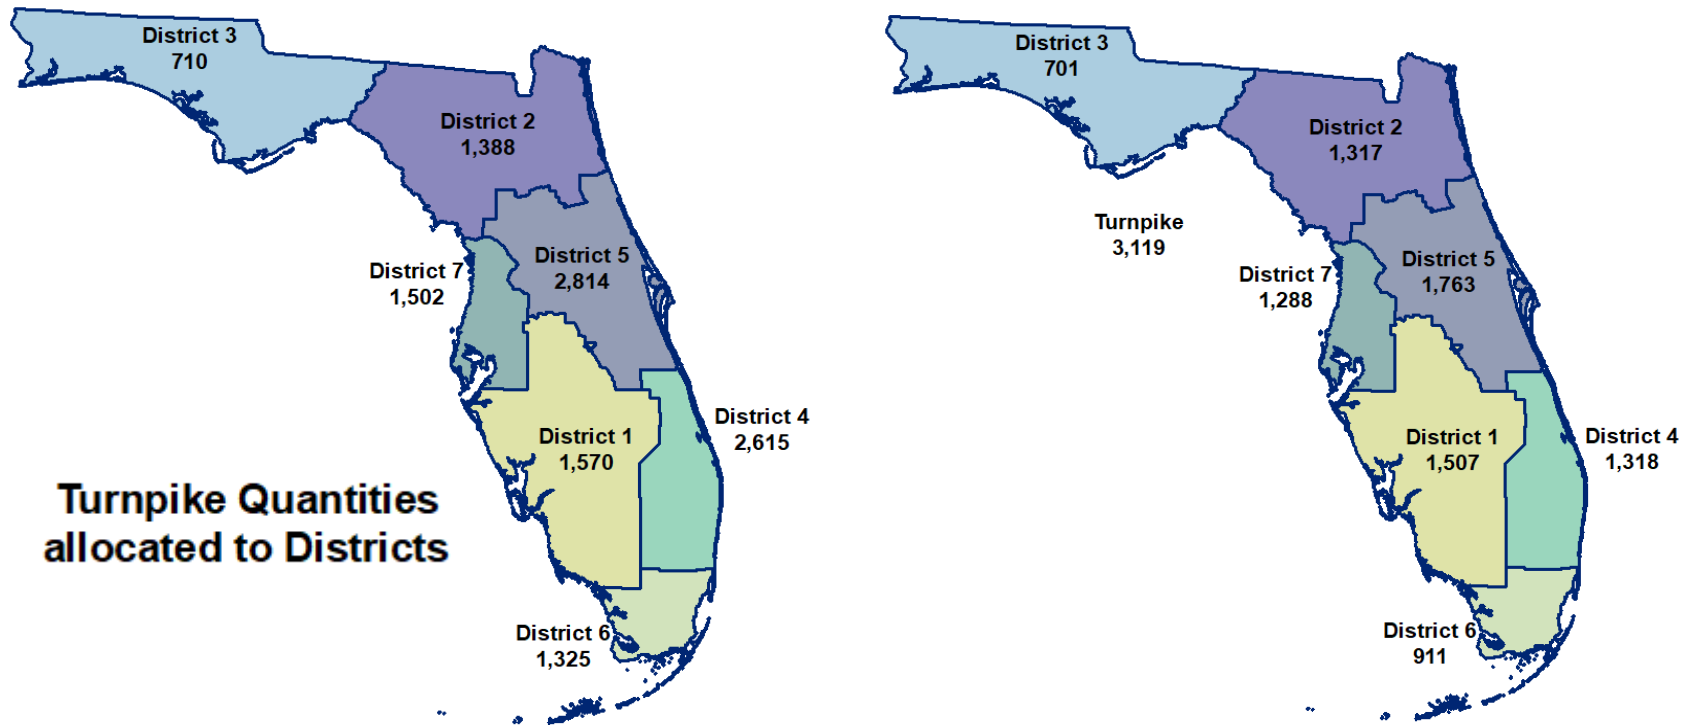 District 3
710
District 2
1,388
District 5
2,814
District 7
1,502
District 4
2,615
District 1
1,570
Turnpike Quantities
allocated to Districts
District 6
1,325
District 3
701
District 2
1,317
Turnpike
3,119
District 5
1,763
District 7
1,288
District 4
1,318
District 1
1,507
District 6
911